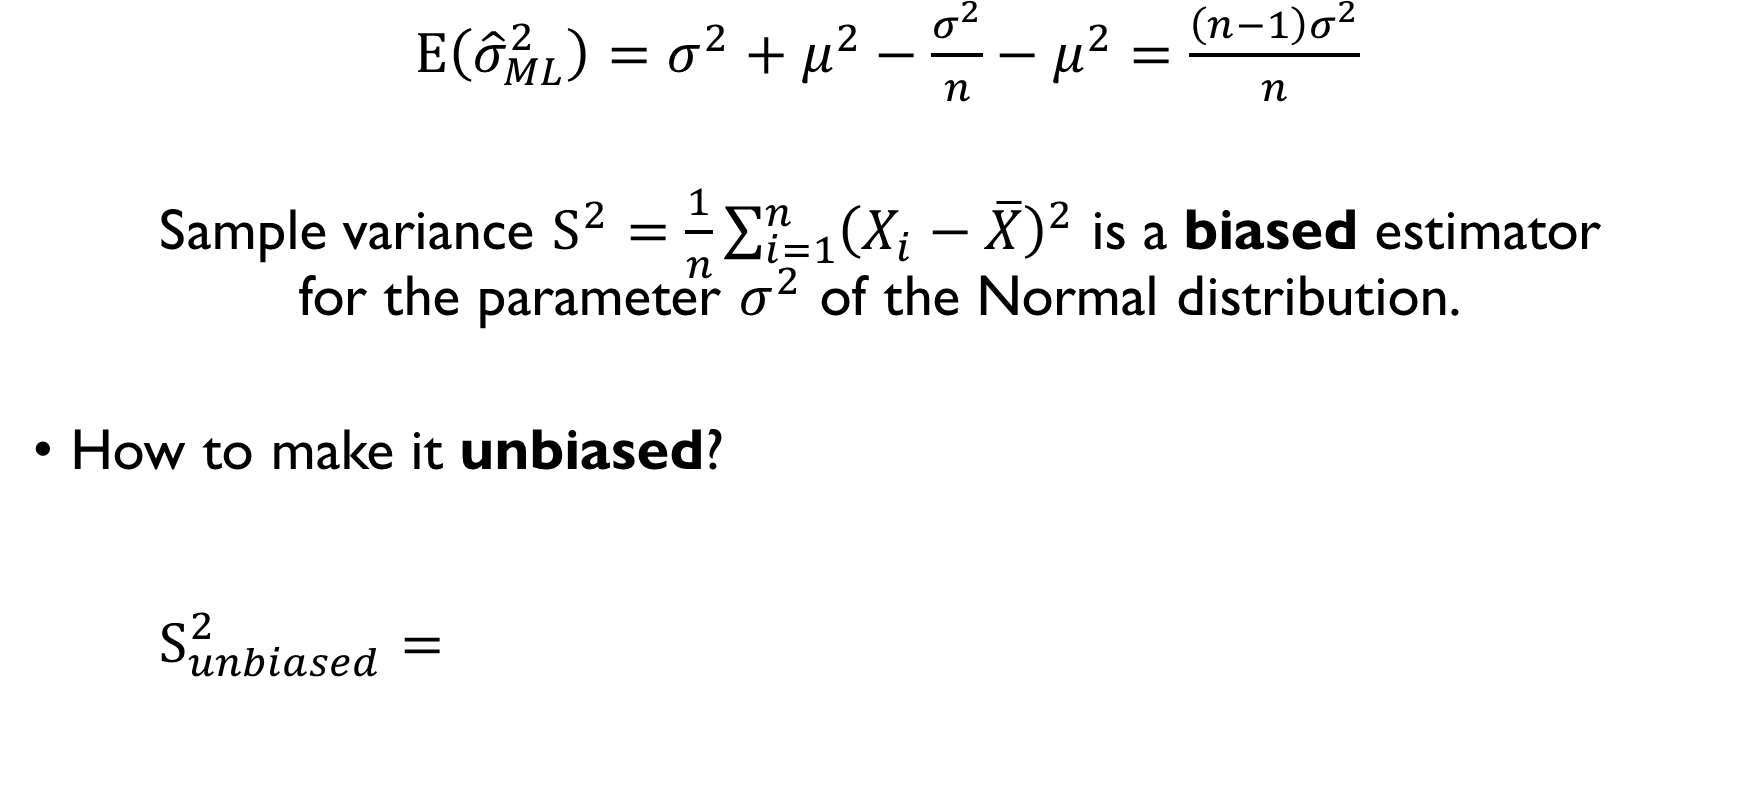 E(σ̂²_ML) = σ² + μ² − σ²/n − μ² = (n−1)σ²/n
Sample variance S² = 1/n ∑ⁿᵢ₌₁(Xᵢ − X̄)² is a biased estimator
for the parameter σ² of the Normal distribution.
• How to make it unbiased?
S²_unbiased =